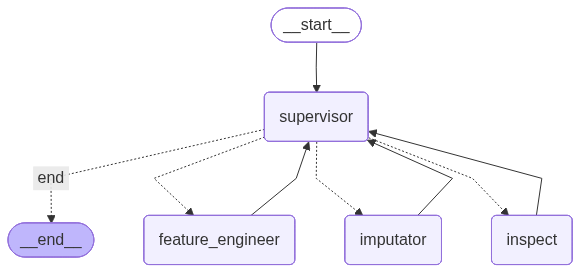 __start__
supervisor
end
__end__
feature_engineer
imputator
inspect